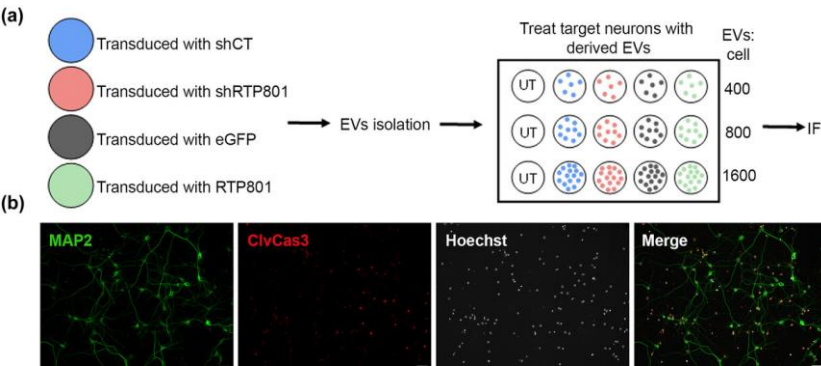 (a)
Transduced with shCT
Transduced with shRTP801
Transduced with eGFP
Transduced with RTP801
EVs isolation
Treat target neurons with
derived EVs
EVs:
cell
UT
400
UT
800
UT
1600
IF
(b)
MAP2
ClvCas3
Hoechst
Merge